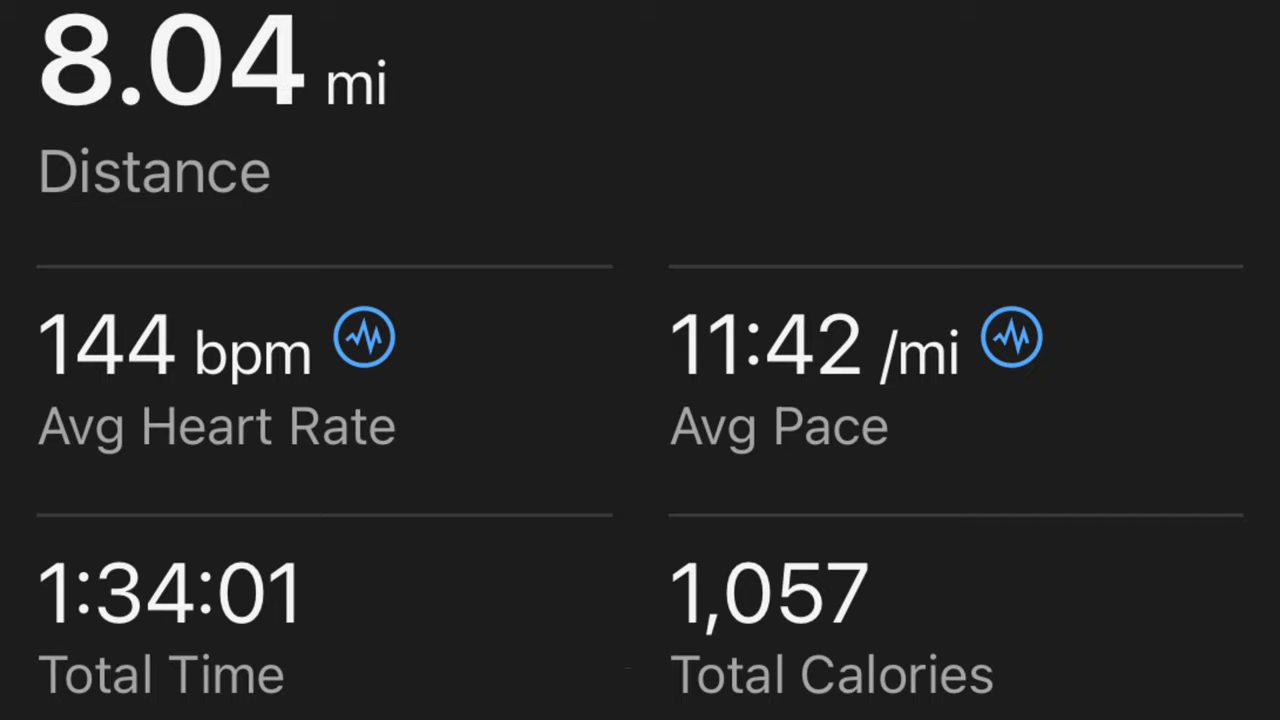 8.04 mi
Distance
144 bpm
Avg Heart Rate
11:42 /mi
Avg Pace
1:34:01
Total Time
1,057
Total Calories